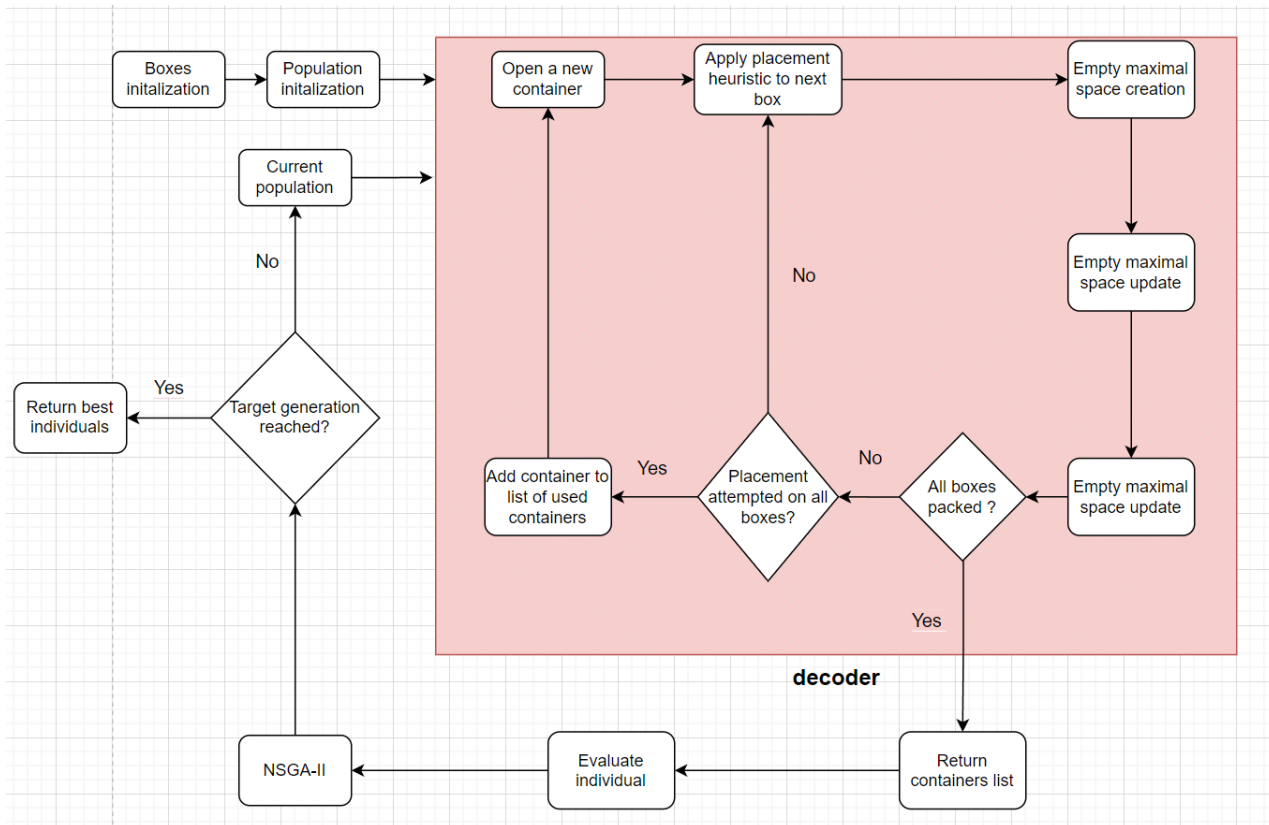 Boxes
initalization
Population
initalization
Open a new
container
Apply placement
heuristic to next
box
Empty maximal
space creation
Current
population
No
No
Empty maximal
space update
Yes
Return best
individuals
Target generation
reached?
Add container to
list of used
containers
Yes
Placement
attempted on all
boxes?
No
All boxes
packed ?
Empty maximal
space update
Yes
decoder
NSGA-II
Evaluate
individual
Return
containers list